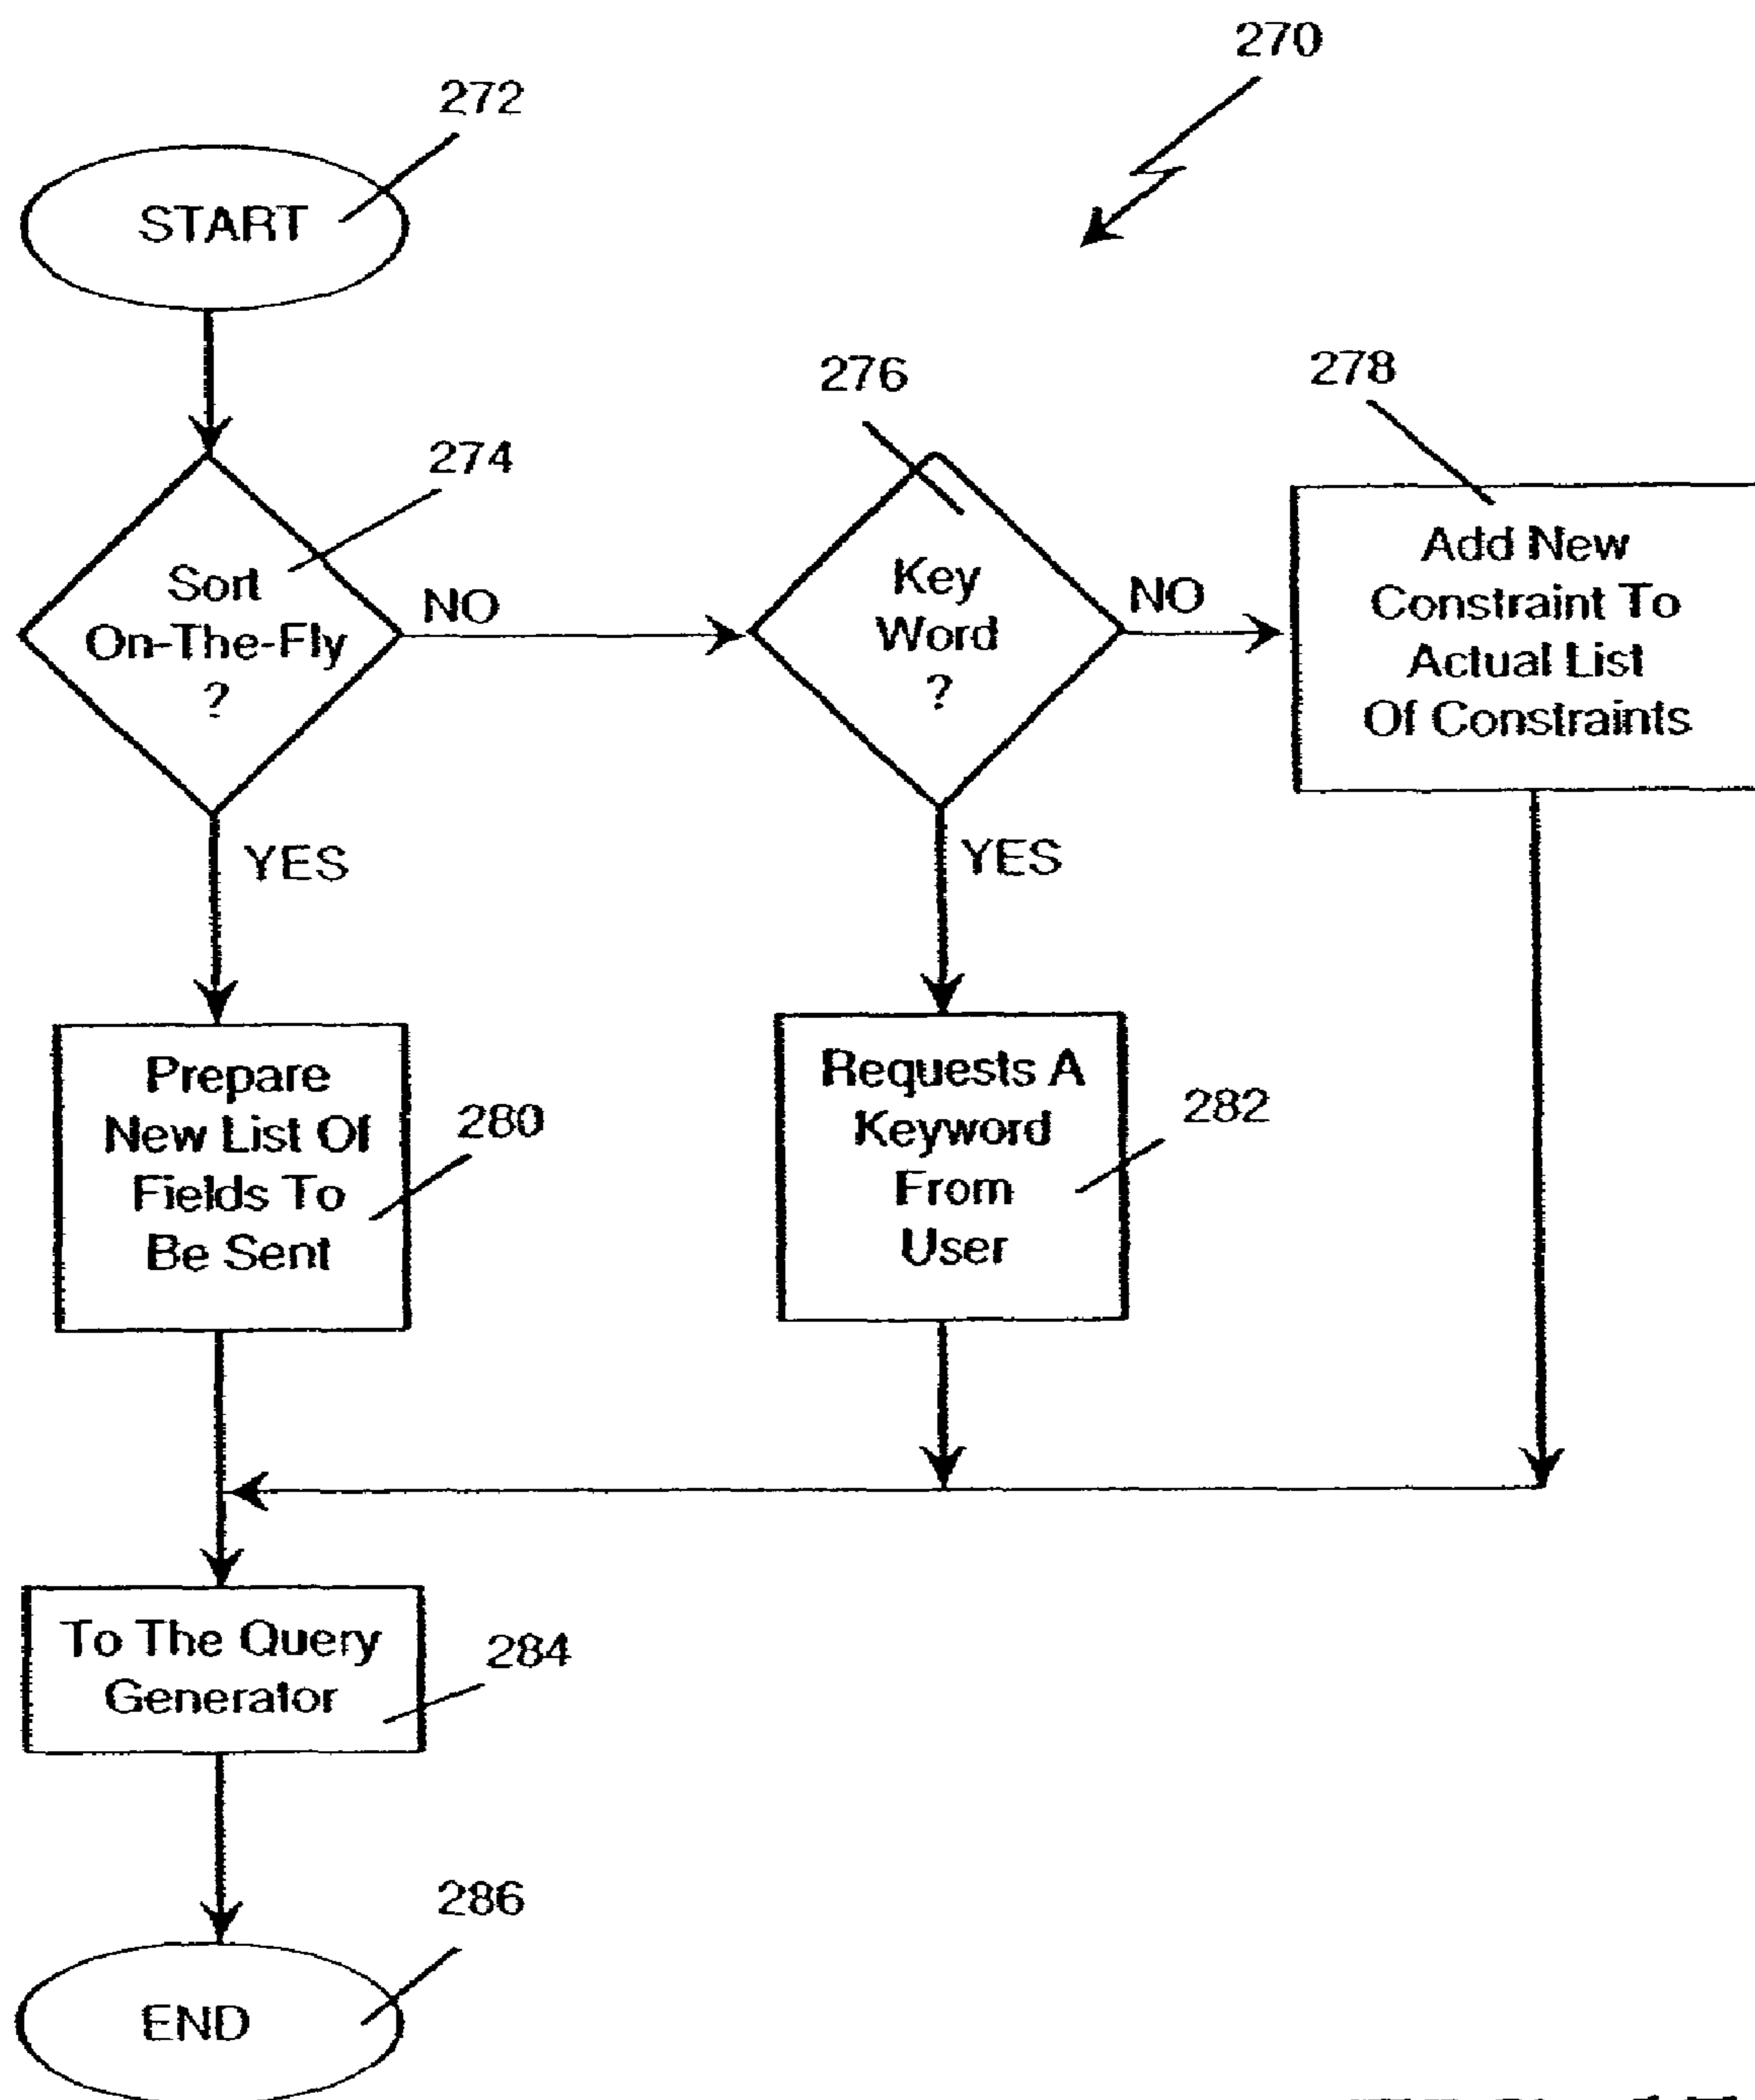 270
272
START
276
278
274
Sort
On-The-Fly
?
NO
Key
Word
?
NO
Add New
Constraint To
Actual List
Of Constraints
YES
YES
Prepare
New List Of
Fields To
Be Sent
280
Requests A
Keyword
From
User
282
To The Query
Generator
284
286
END